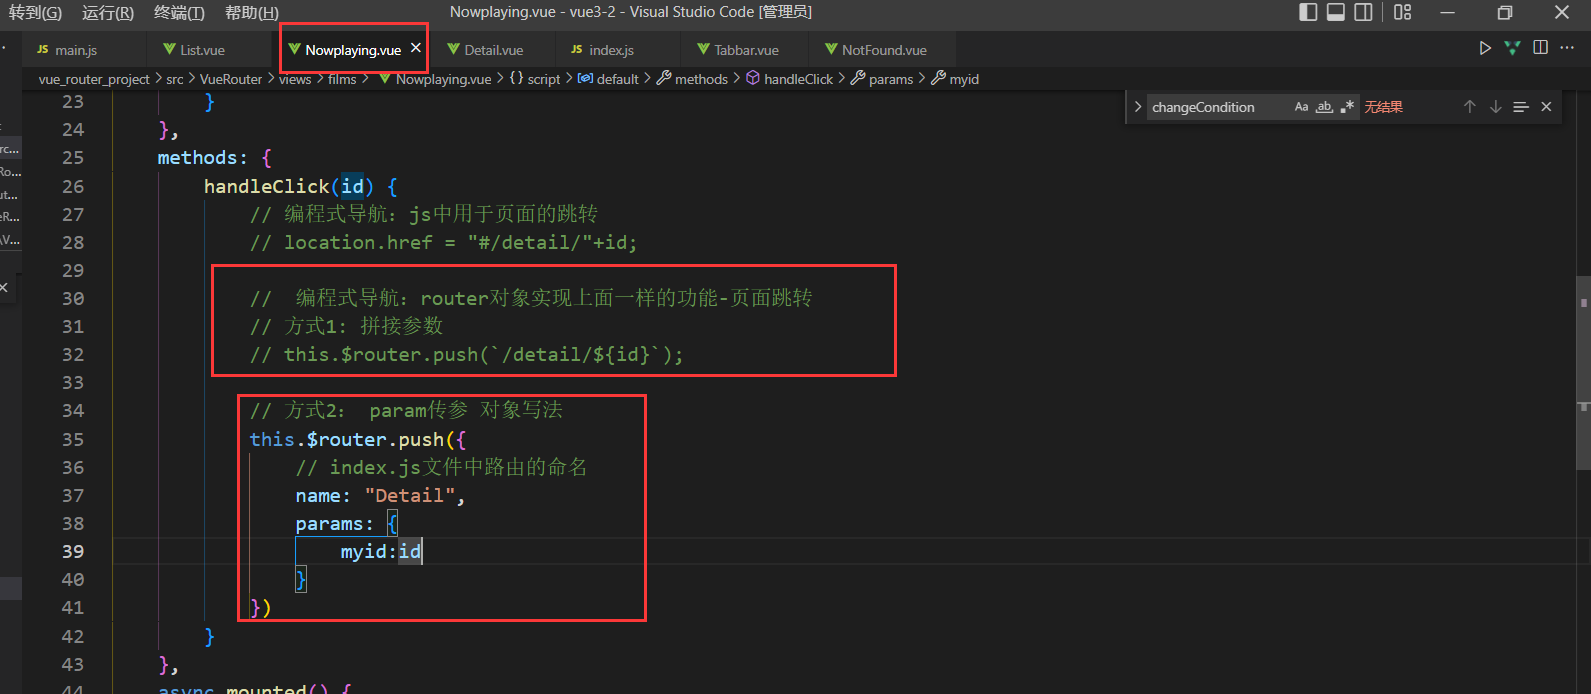 转到(G) 运行(R) 终端(T) 帮助(H) Nowplaying.vue - vue3-2 - Visual Studio Code [管理员]
JS main.js List.vue Nowplaying.vue Detail.vue JS index.js Tabbar.vue NotFound.vue
vue_router_project > src > VueRouter > views > films > Nowplaying.vue > {} script > default > methods > handleClick > params > myid
changeCondition Aa ab 无结果
23 }
24 },
25 methods: {
26 handleClick(id) {
27 // 编程式导航：js中用于页面的跳转
28 // location.href = "#/detail/"+id;
29
30 //  编程式导航：router对象实现上面一样的功能-页面跳转
31 // 方式1: 拼接参数
32 // this.$router.push(`/detail/${id}`);
33
34 // 方式2:  param传参 对象写法
35 this.$router.push({
36 // index.js文件中路由的命名
37 name: "Detail",
38 params: {
39 myid:id
40 }
41 })
42 }
43 },
44 async mounted() {